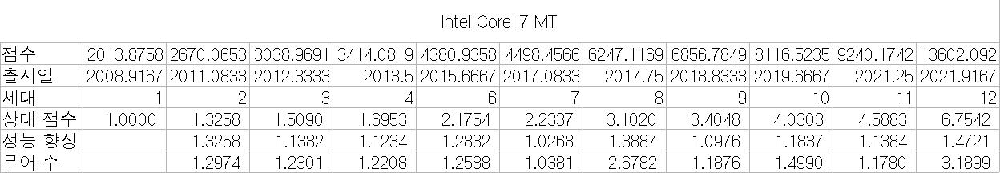 Intel Core i7 MT
점수 2013.8758 2670.0653 3038.9691 3414.0819 4380.9358 4498.4566 6247.1169 6856.7849 8116.5235 9240.1742 13602.092
출시일 2008.9167 2011.0833 2012.3333 2013.5 2015.6667 2017.0833 2017.75 2018.8333 2019.6667 2021.25 2021.9167
세대 1 2 3 4 6 7 8 9 10 11 12
상대 점수 1.0000 1.3258 1.5090 1.6953 2.1754 2.2337 3.1020 3.4048 4.0303 4.5883 6.7542
성능 향상 1.3258 1.1382 1.1234 1.2832 1.0268 1.3887 1.0976 1.1837 1.1384 1.4721
무어 수 1.2974 1.2301 1.2208 1.2588 1.0381 2.6782 1.1876 1.4990 1.1780 3.1899